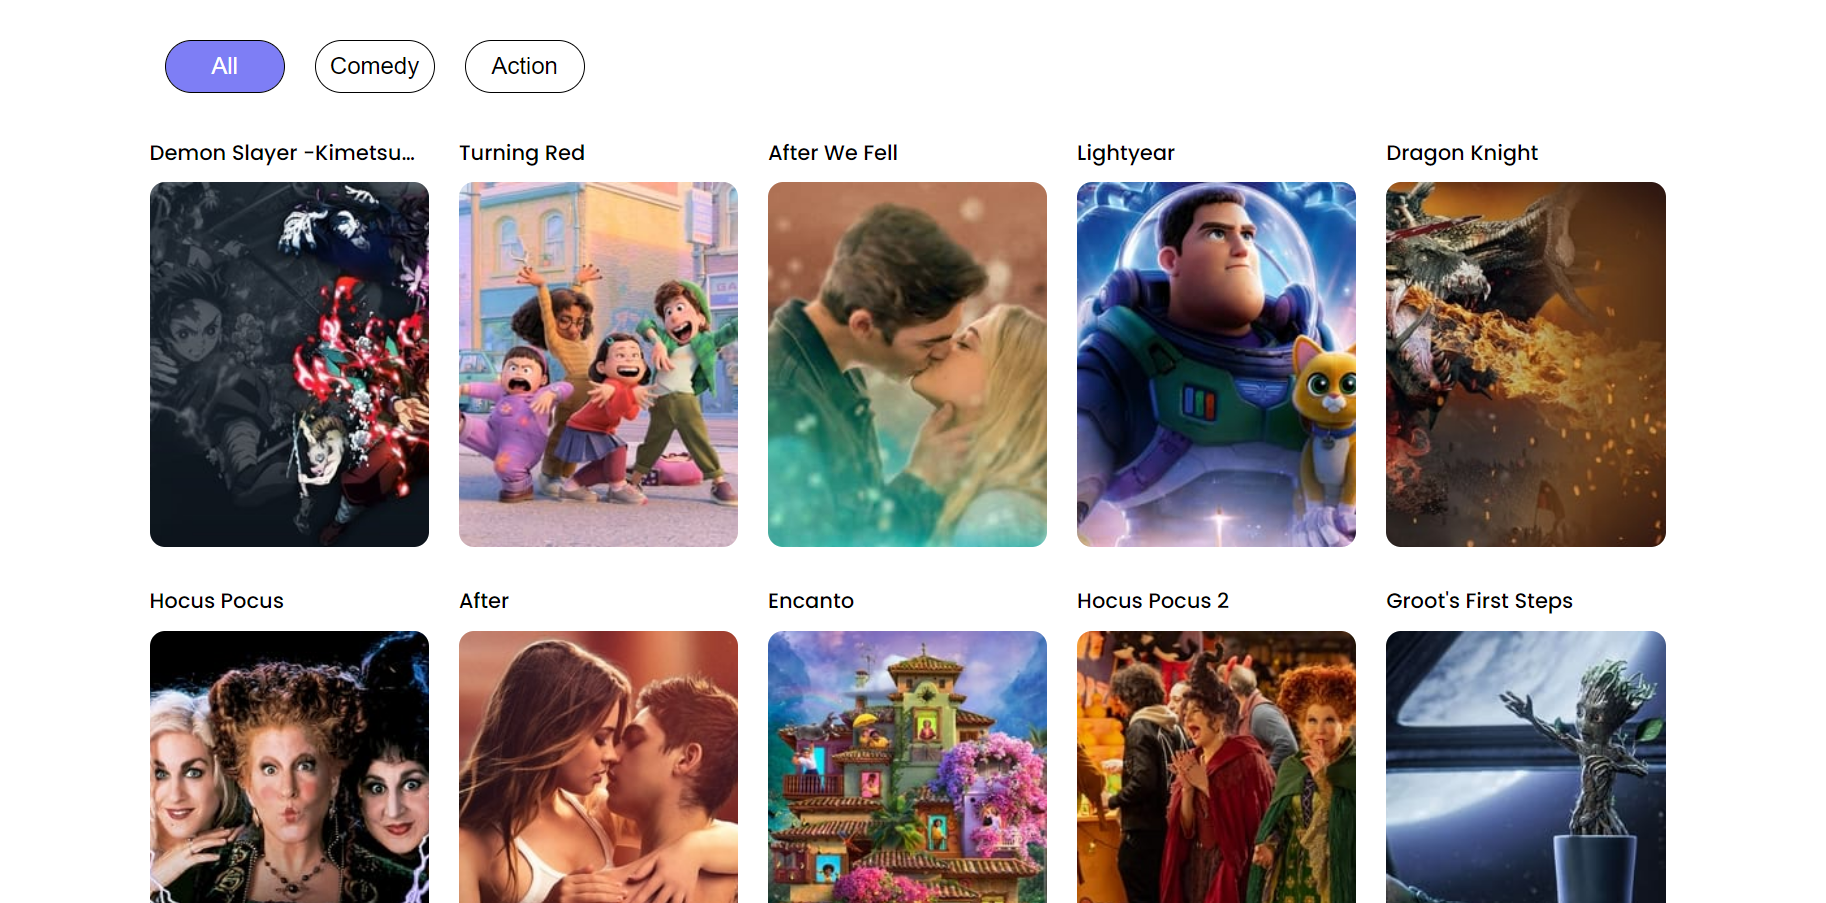 All
Comedy
Action
Demon Slayer -Kimetsu...
Turning Red
After We Fell
Lightyear
Dragon Knight
Hocus Pocus
After
Encanto
Hocus Pocus 2
Groot's First Steps